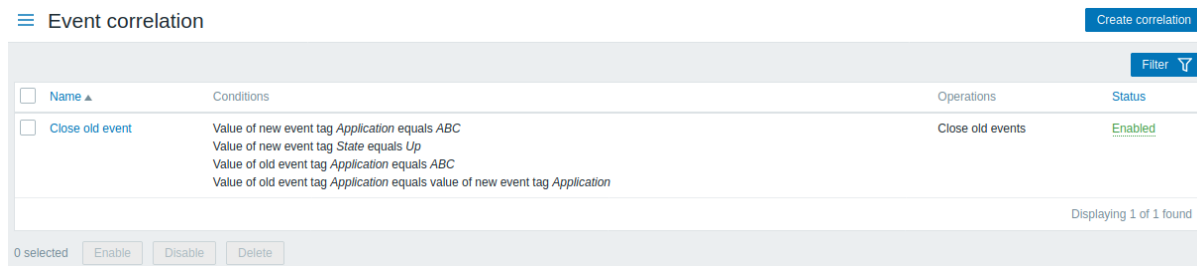 Event correlation
Create correlation
Filter
Name Conditions Operations Status
Close old event Value of new event tag Application equals ABC Close old events Enabled
Value of new event tag State equals Up
Value of old event tag Application equals ABC
Value of old event tag Application equals value of new event tag Application
Displaying 1 of 1 found
0 selected Enable Disable Delete